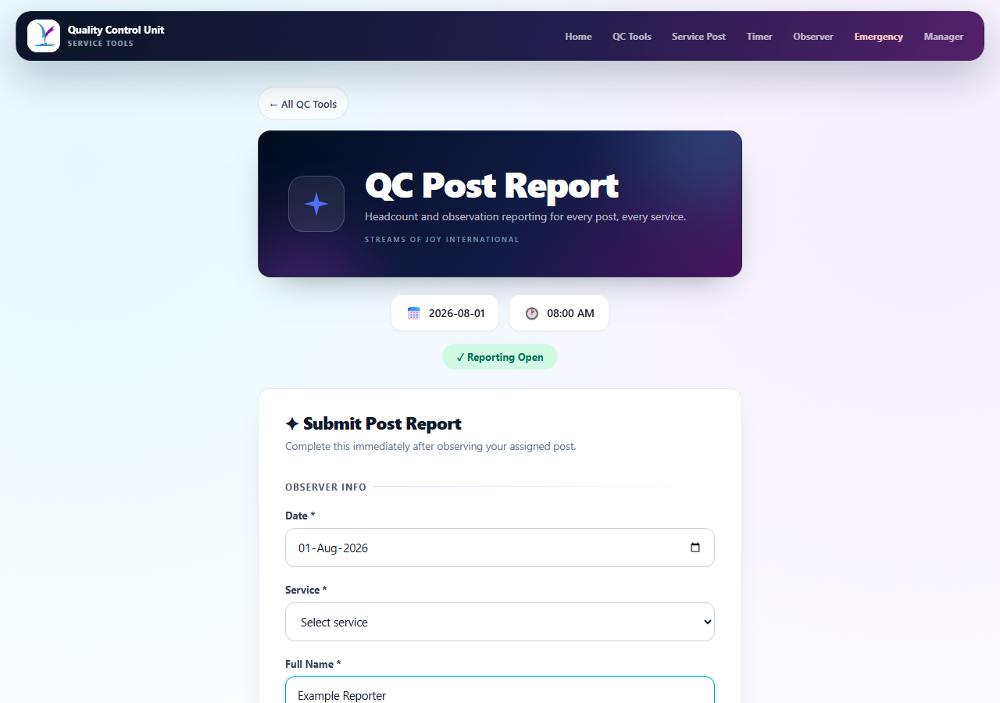 Quality Control Unit
SERVICE TOOLS
Home QC Tools Service Post Timer Observer Emergency Manager
← All QC Tools
QC Post Report
Headcount and observation reporting for every post, every service.
STREAMS OF JOY INTERNATIONAL
2026-08-01
08:00 AM
✓ Reporting Open
✦ Submit Post Report
Complete this immediately after observing your assigned post.
OBSERVER INFO
Date *
01-Aug-2026
Service *
Select service
Full Name *
Example Reporter